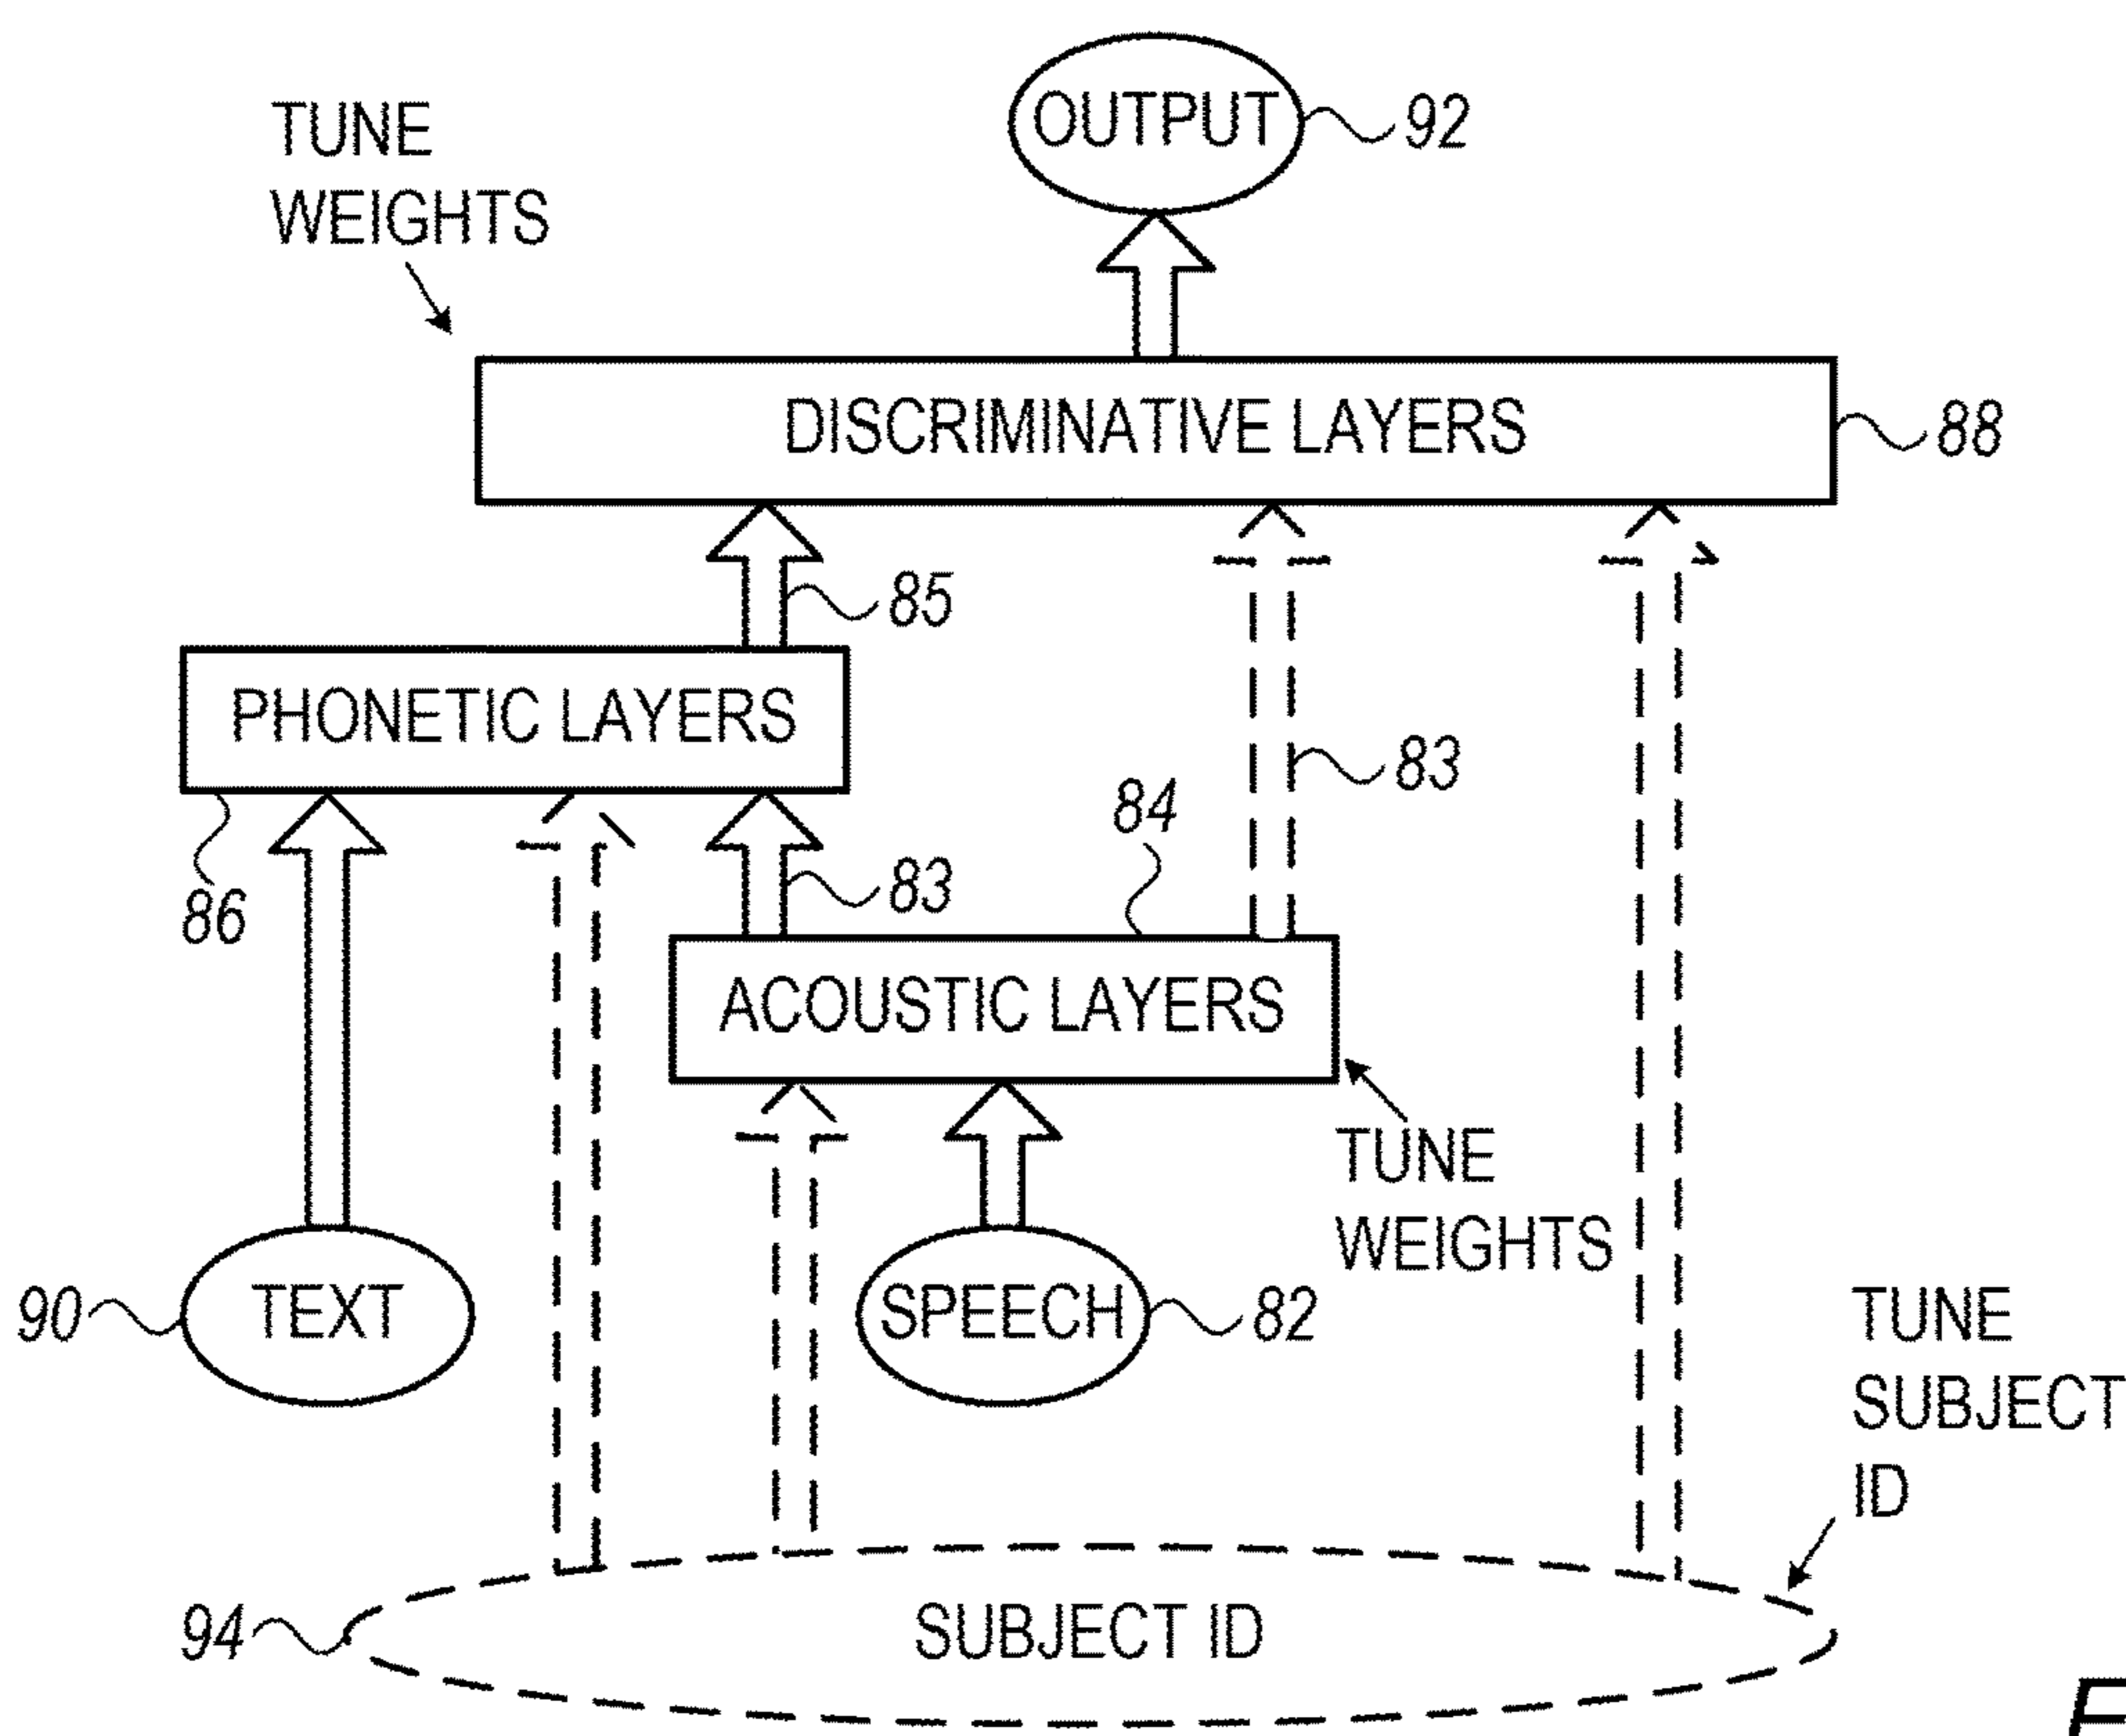 OUTPUT
92
TUNE
WEIGHTS
DISCRIMINATIVE LAYERS
88
85
PHONETIC LAYERS
83
84
83
86
ACOUSTIC LAYERS
TUNE
WEIGHTS
TEXT
90
SPEECH
82
TUNE
SUBJECT
ID
94
SUBJECT ID